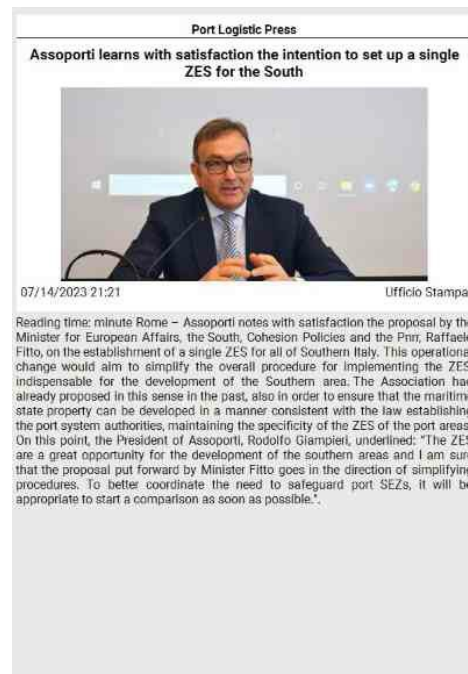 Port Logistic Press
Assoporti learns with satisfaction the intention to set up a single
ZES for the South
07/14/2023 21:21
Ufficio Stampa
Reading time: minute Rome – Assoporti notes with satisfaction the proposal by the
Minister for European Affairs, the South, Cohesion Policies and the Pnrr, Raffaele
Fitto, on the establishment of a single ZES for all of Southern Italy. This operational
change would aim to simplify the overall procedure for implementing the ZES
indispensable for the development of the Southern area. The Association had
already proposed in this sense in the past, also in order to ensure that the maritime
state property can be developed in a manner consistent with the law establishing
the port system authorities, maintaining the specificity of the ZES of the port areas.
On this point, the President of Assoporti, Rodolfo Giampieri, underlined: "The ZES
are a great opportunity for the development of the southern areas and I am sure
that the proposal put forward by Minister Fitto goes in the direction of simplifying
procedures. To better coordinate the need to safeguard port SEZs, it will be
appropriate to start a comparison as soon as possible.".